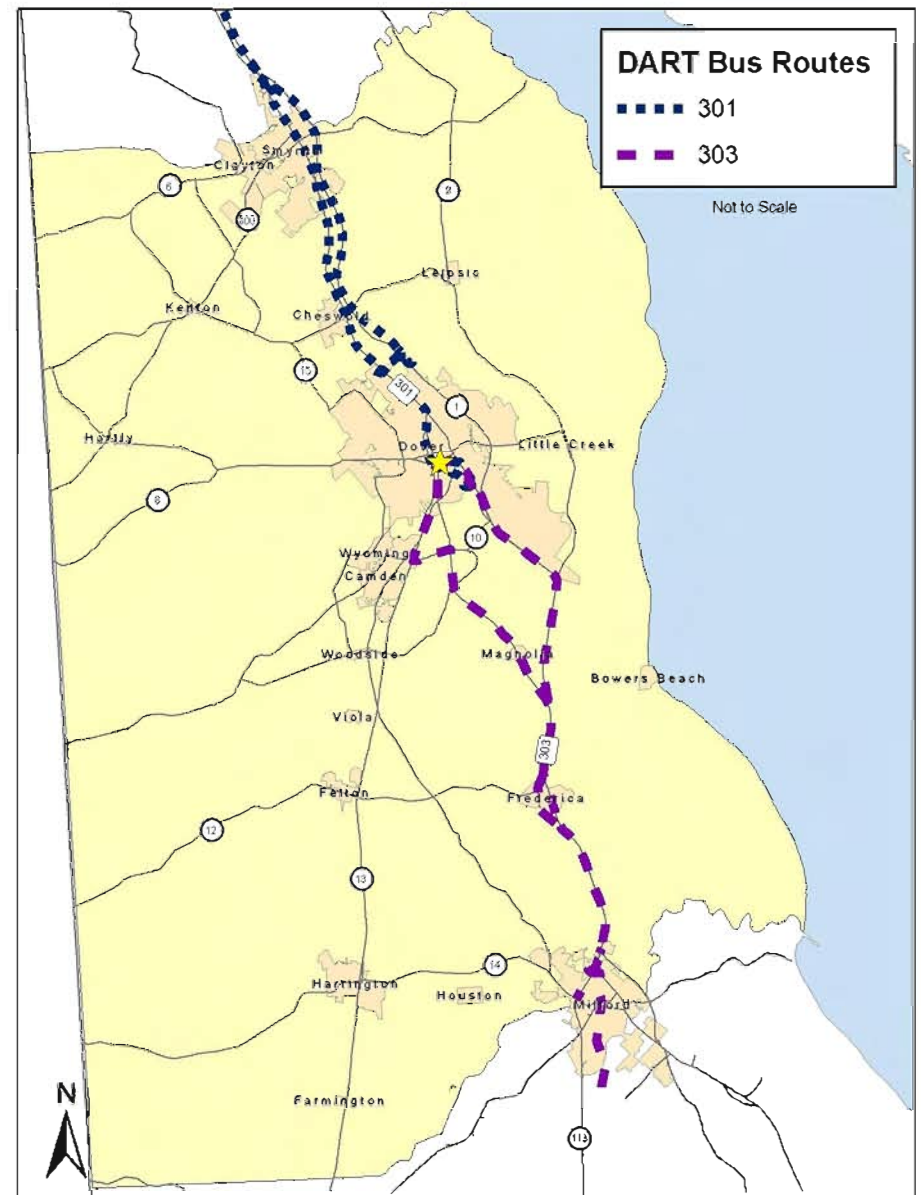 DART Bus Routes
301
303
Not to Scale
Smyrna
Clayton
6
9
300
Leipsic
Kenton
Cheswold
15
301
1
Hartly
Dover
Little Creek
8
10
Wyoming
Camden
Woodside
Magnolia
Bowers Beach
Viola
303
Felton
Frederica
12
13
14
Harrington
Houston
Milford
Farmington
N
113